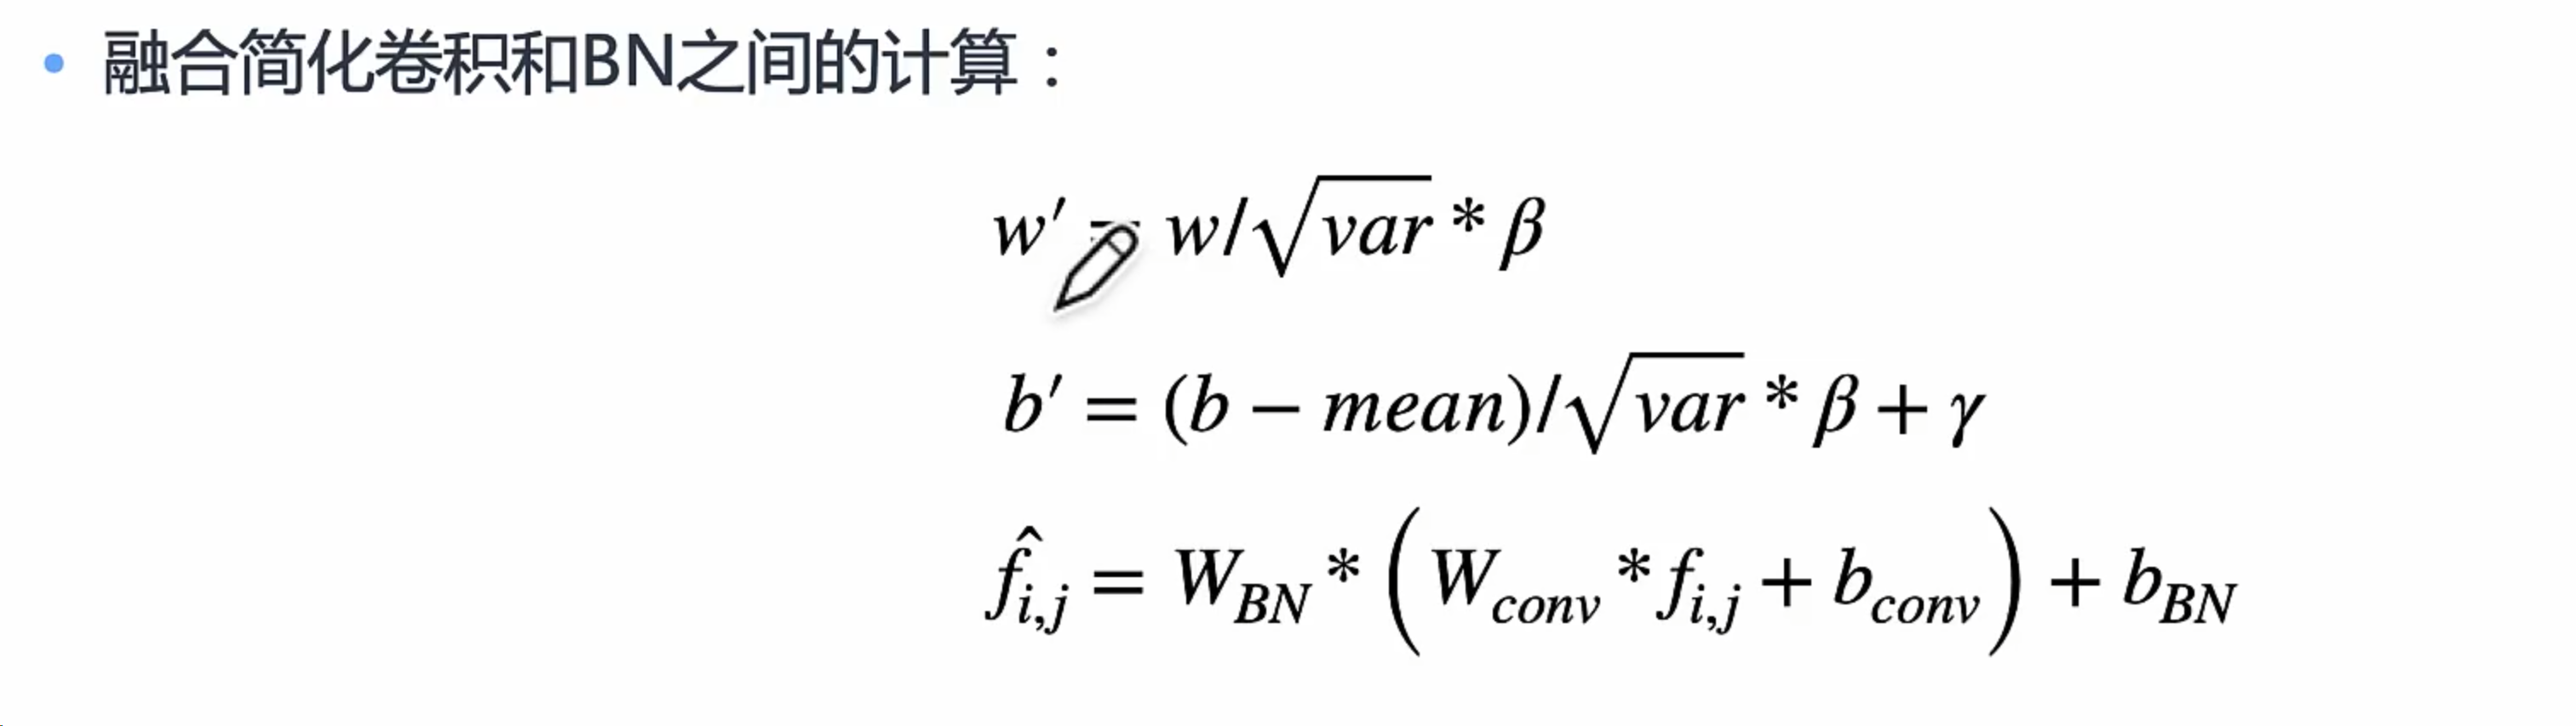 • 融合简化卷积和BN之间的计算：
w′ = w/√var * β
b′ = (b − mean)/√var * β + γ
f̂i,j = WBN * (Wconv * fi,j + bconv) + bBN